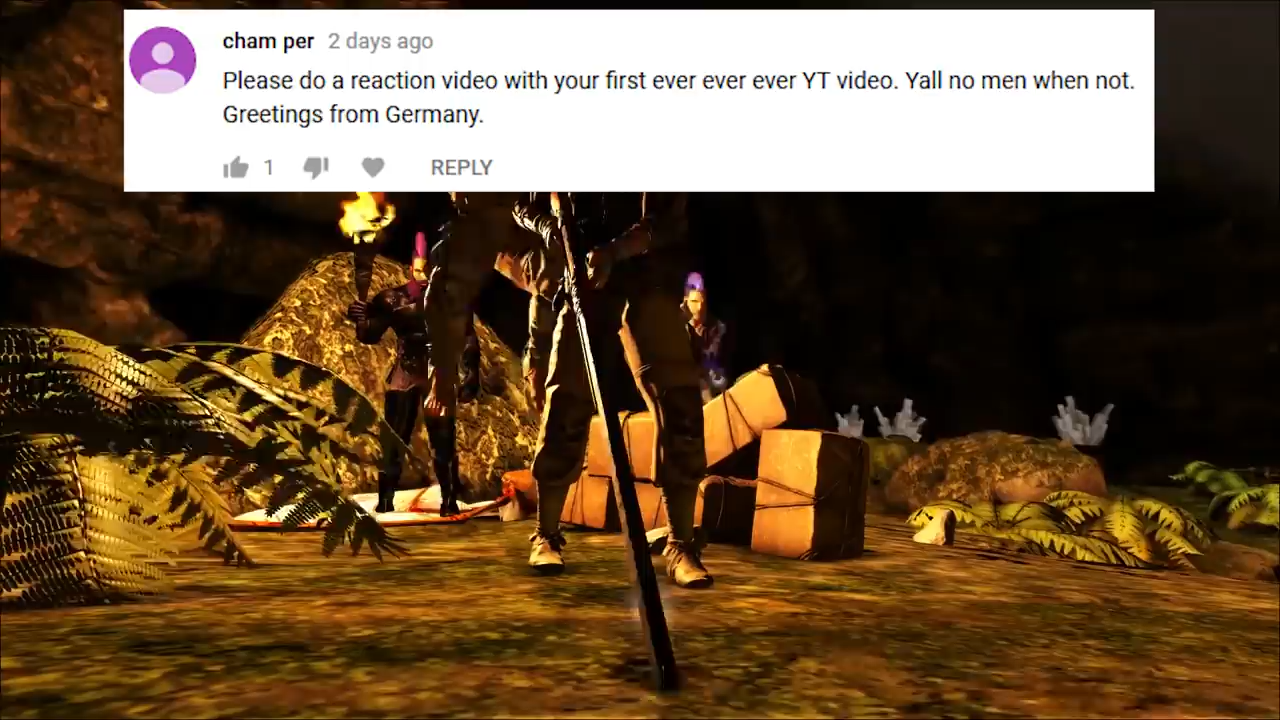 cham per 2 days ago
Please do a reaction video with your first ever ever ever YT video. Yall no men when not.
Greetings from Germany.
1 REPLY